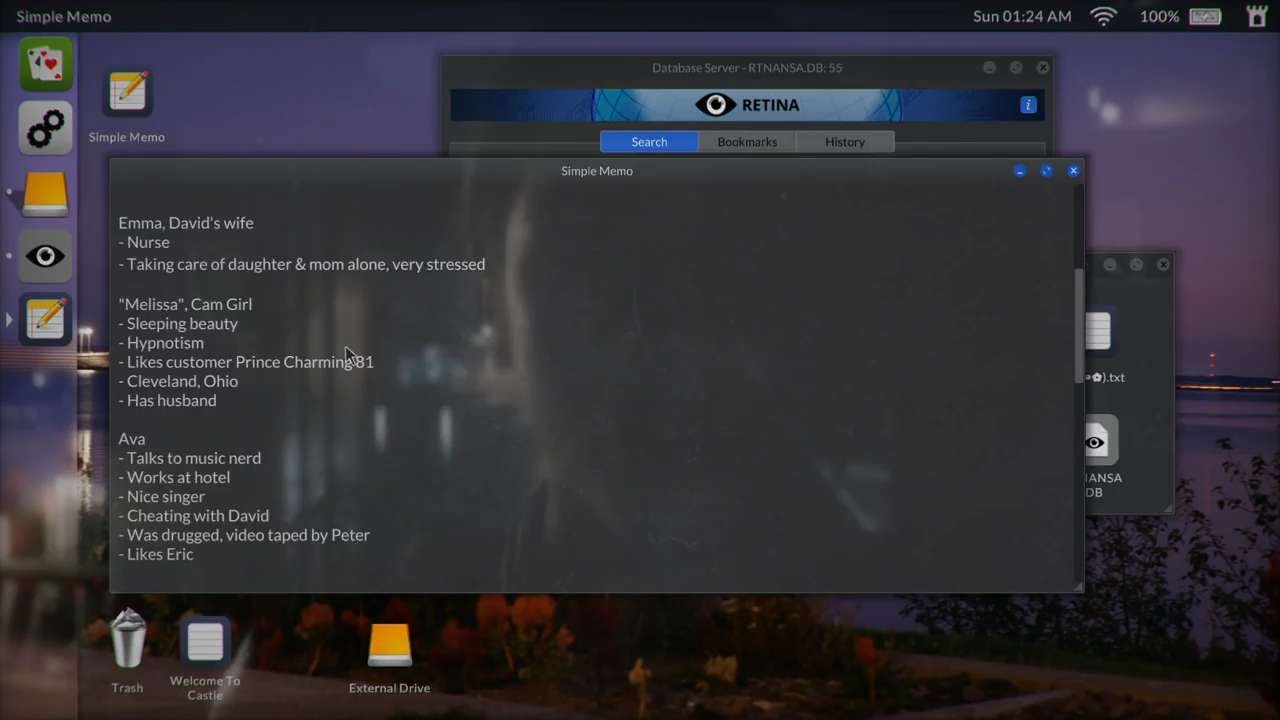 Simple Memo
Sun 01:24 AM
100%
Simple Memo
Database Server - RTNANSA.DB: 55
RETINA
i
Search
Bookmarks
History
Simple Memo
Emma, David's wife
- Nurse
- Taking care of daughter & mom alone, very stressed
"Melissa", Cam Girl
- Sleeping beauty
- Hypnotism
- Likes customer Prince Charming 81
- Cleveland, Ohio
- Has husband
Ava
- Talks to music nerd
- Works at hotel
- Nice singer
- Cheating with David
- Was drugged, video taped by Peter
- Likes Eric
).txt
ANSA
DB
Trash
Welcome To
Castle
External Drive